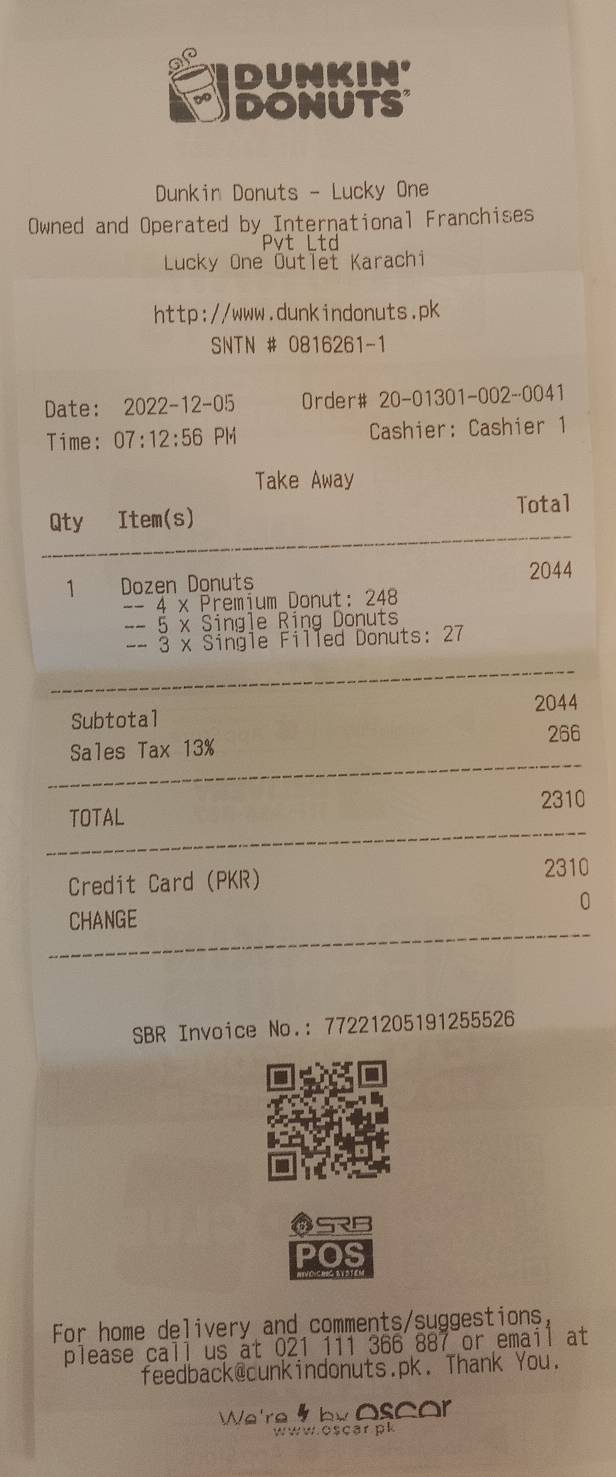 DUNKIN'
DONUTS
Dunkin Donuts - Lucky One
Owned and Operated by International Franchises
Pvt Ltd
Lucky One Outlet Karachi
http://www.dunkindonuts.pk
SNTN # 0816261-1
Date: 2022-12-05 Order# 20-01301-002-0041
Time: 07:12:56 PM Cashier: Cashier 1
Take Away
Qty Item(s) Total
1 Dozen Donuts 2044
-- 4 x Premium Donut: 248
-- 5 x Single Ring Donuts
-- 3 x Single Filled Donuts: 27
Subtotal 2044
Sales Tax 13% 266
TOTAL 2310
Credit Card (PKR) 2310
CHANGE 0
SBR Invoice No.: 77221205191255526
SRB
POS
INVOICING SYSTEM
For home delivery and comments/suggestions,
please call us at 021 111 366 887 or email at
feedback@cunkindonuts.pk. Thank You.
We're by oscar
www.oscar.pk